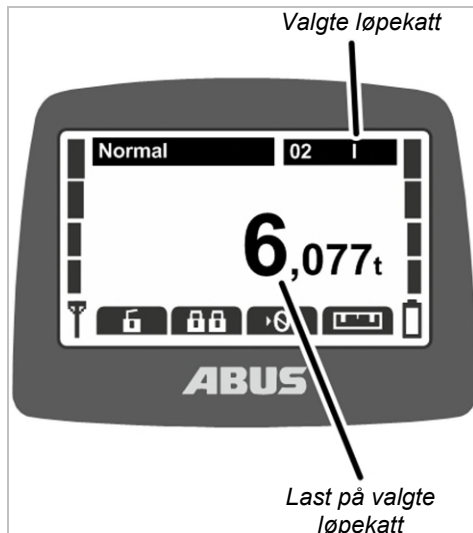 Valgte løpekatt
Normal 02 I
6,077t
ABUS
Last på valgte
løpekatt